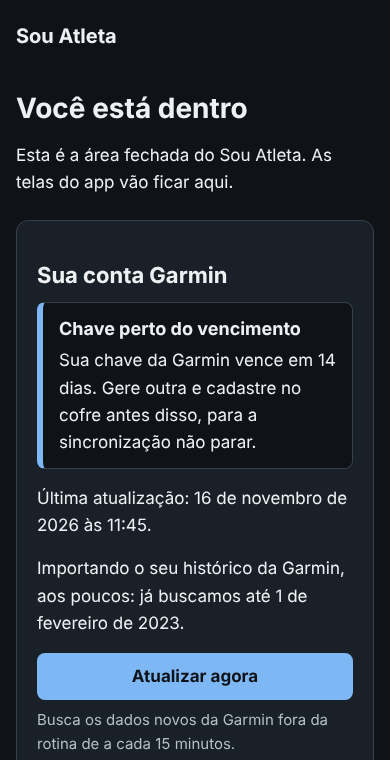 Sou Atleta
Você está dentro
Esta é a área fechada do Sou Atleta. As
telas do app vão ficar aqui.
Sua conta Garmin
Chave perto do vencimento
Sua chave da Garmin vence em 14
dias. Gere outra e cadastre no
cofre antes disso, para a
sincronização não parar.
Última atualização: 16 de novembro de
2026 às 11:45.
Importando o seu histórico da Garmin,
aos poucos: já buscamos até 1 de
fevereiro de 2023.
Atualizar agora
Busca os dados novos da Garmin fora da
rotina de a cada 15 minutos.